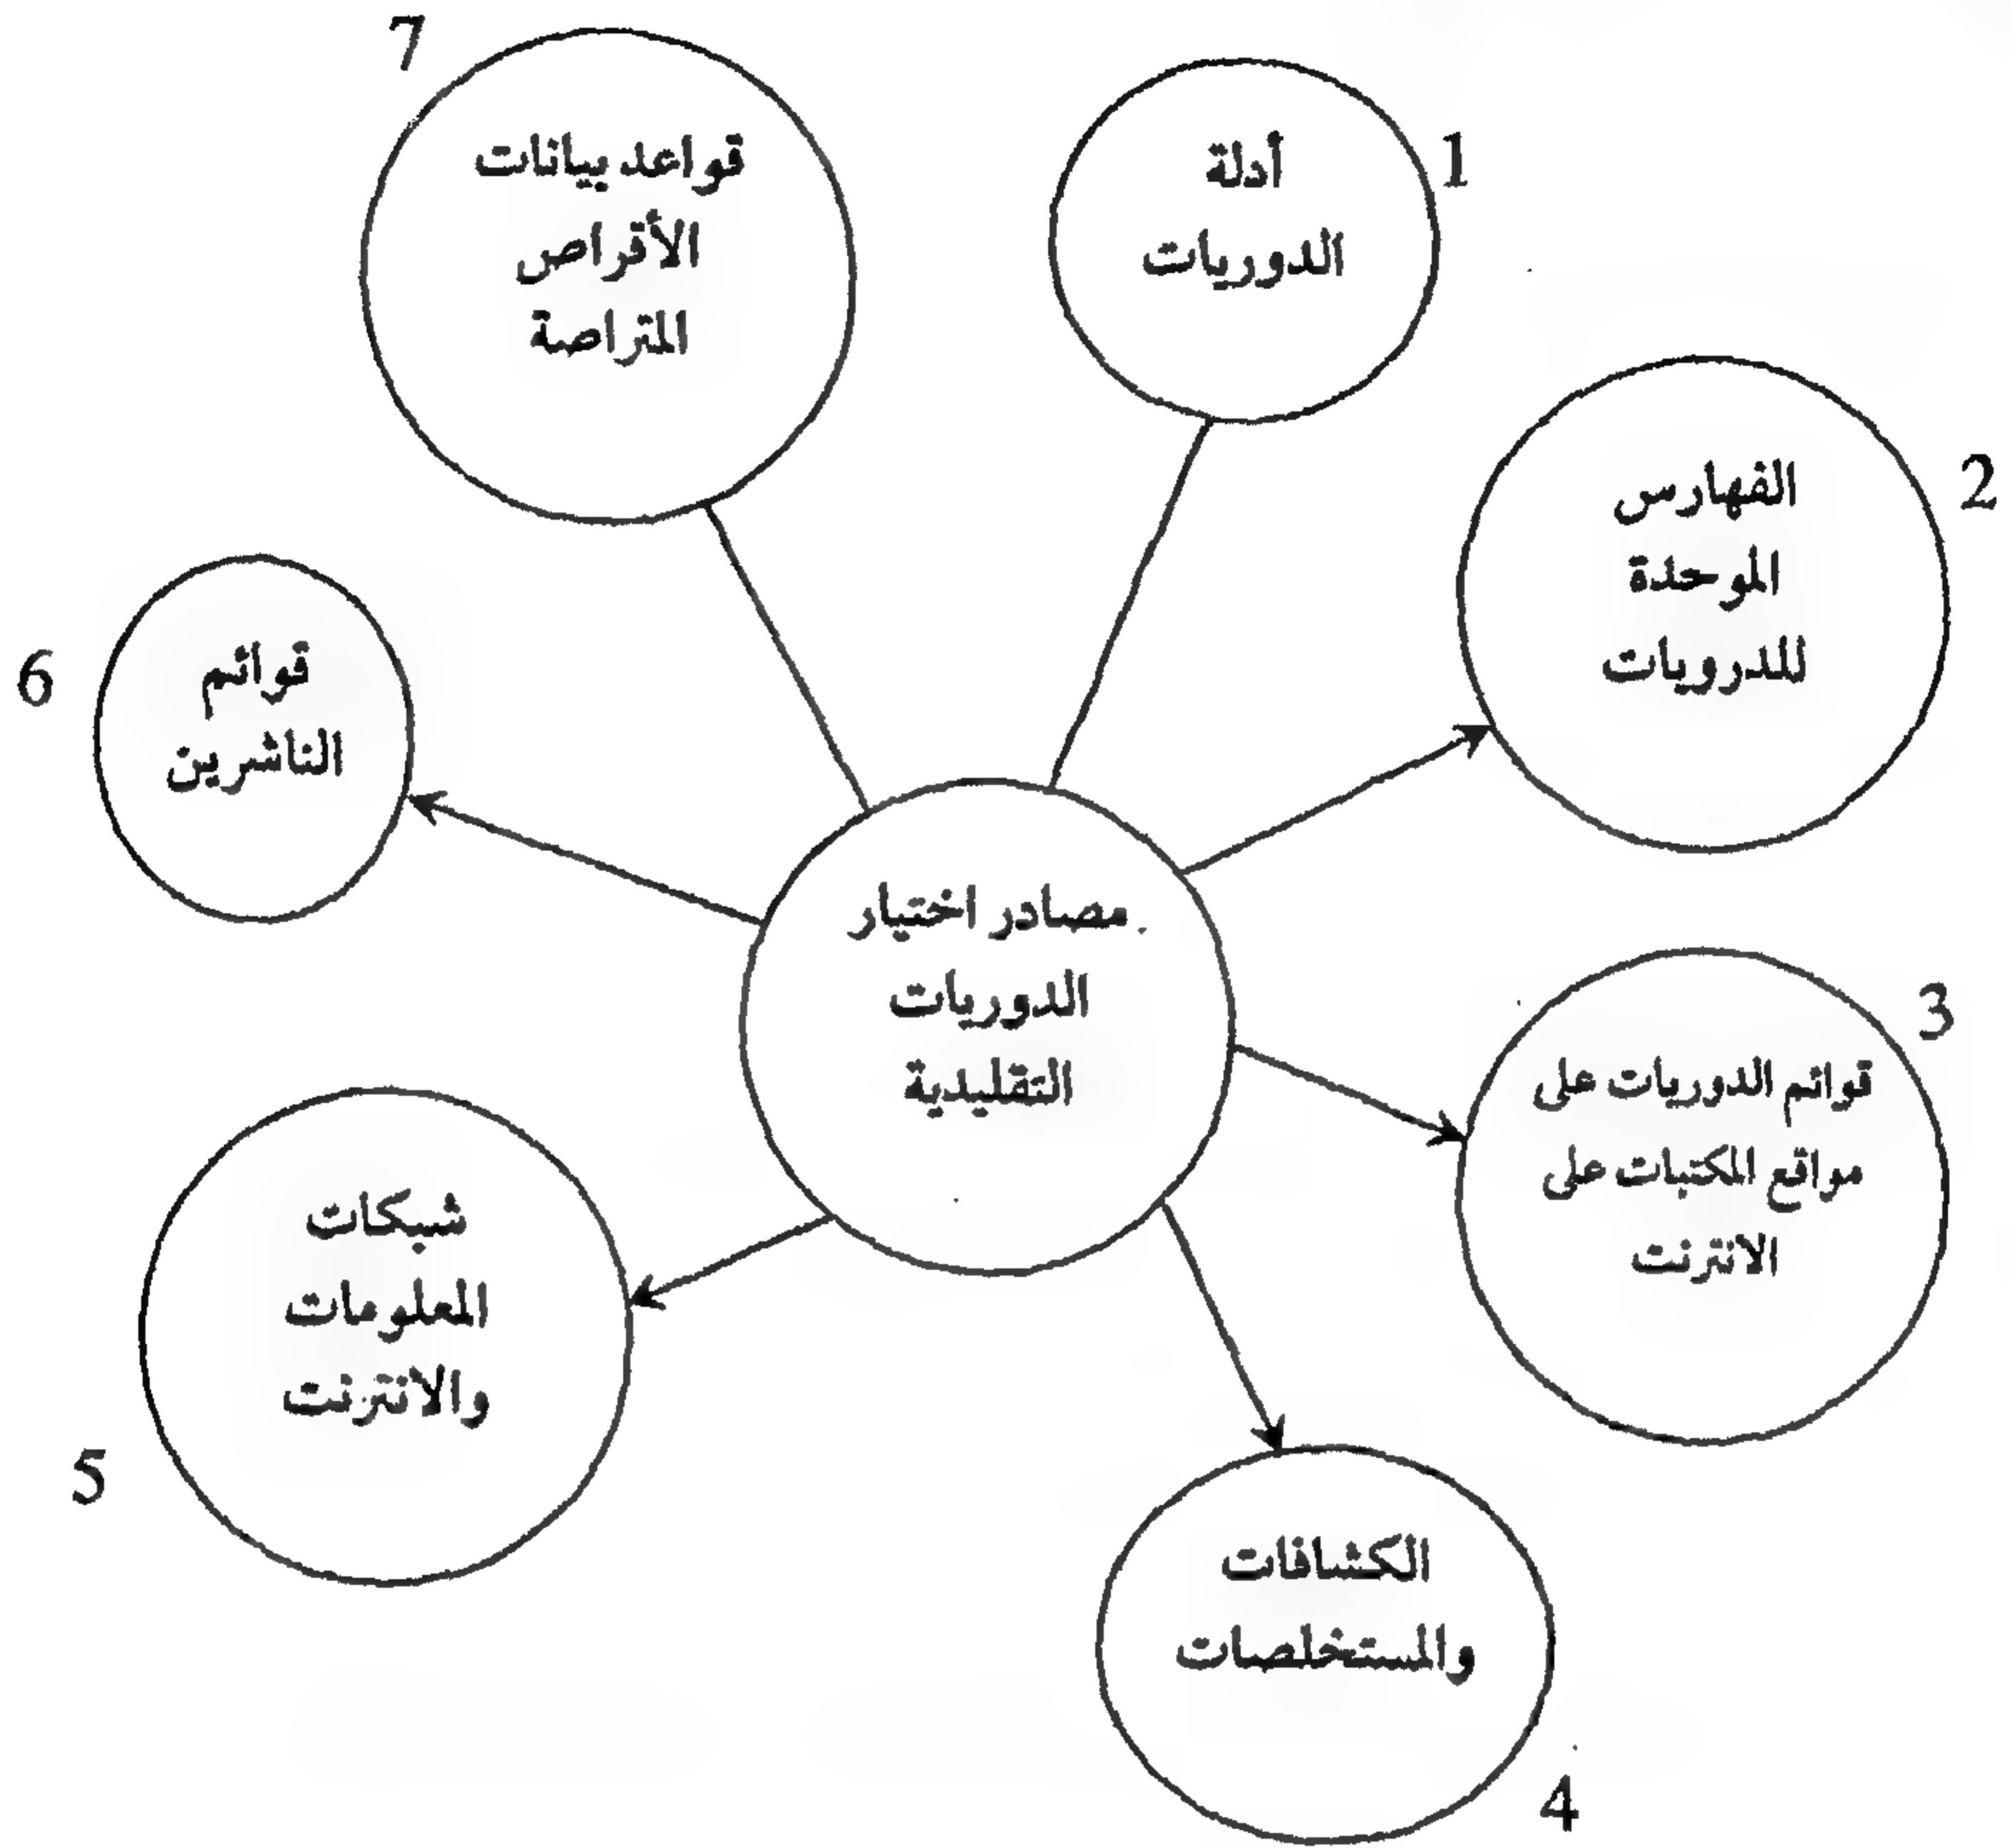 مصادر اختيار
الدوريات
التقليدية
1
أدلة
الدوريات
2
الفهارس
الموحدة
للدرويات
3
قوائم الدوريات على
مواقع المكتبات على
الانترنت
4
الكشافات
والمستخلصات
5
شبكات
المعلومات
والانترنت
6
قوائم
الناشرين
7
قواعد بيانات
الأقراص
المتراصة